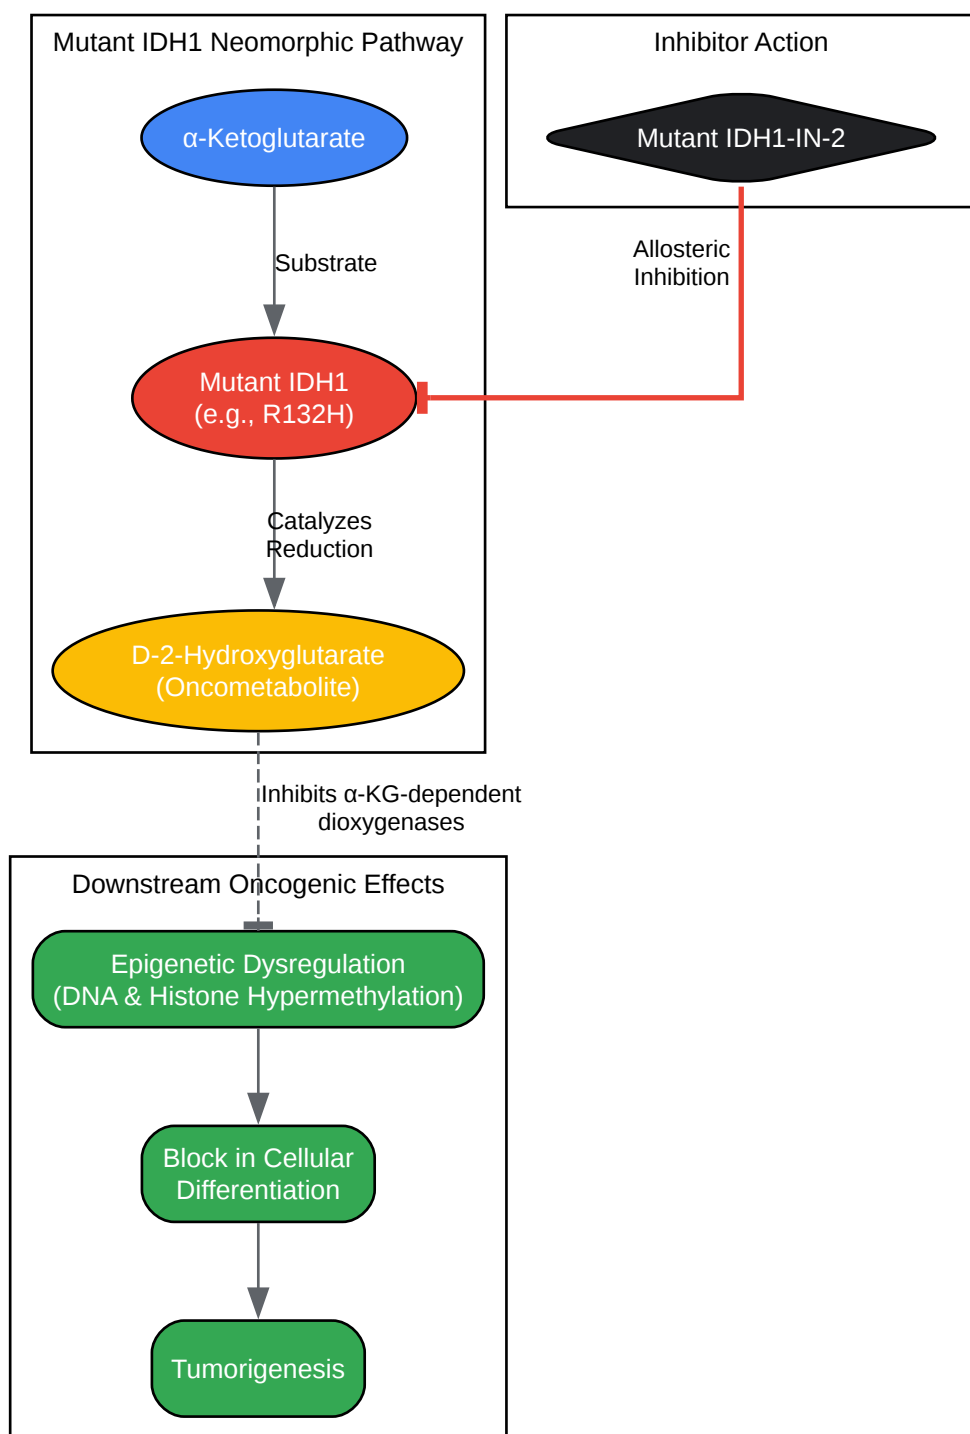 Mutant IDH1 Neomorphic Pathway
Inhibitor Action
α-Ketoglutarate
Mutant IDH1-IN-2
Substrate
Allosteric
Inhibition
Mutant IDH1
(e.g., R132H)
Catalyzes
Reduction
D-2-Hydroxyglutarate
(Oncometabolite)
Inhibits α-KG-dependent
dioxygenases
Downstream Oncogenic Effects
Epigenetic Dysregulation
(DNA & Histone Hypermethylation)
Block in Cellular
Differentiation
Tumorigenesis